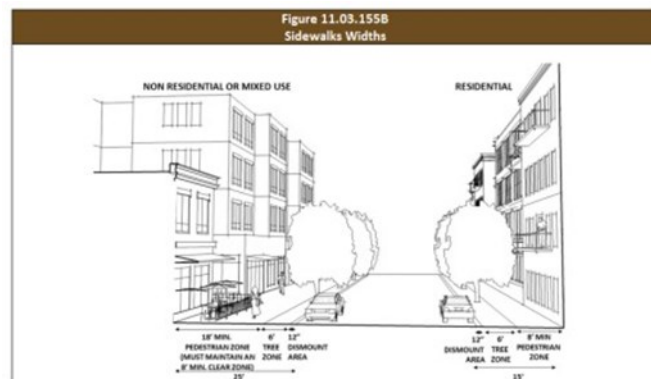 Figure 11.03.155B
Sidewalks Widths
NON RESIDENTIAL OR MIXED USE
RESIDENTIAL
18' MIN.
PEDESTRIAN ZONE
(MUST MAINTAIN AN
8' MIN. CLEAR ZONE)
6'
TREE
ZONE
12"
DISMOUNT
AREA
25'
12"
DISMOUNT
AREA
6'
TREE
ZONE
8' MIN
PEDESTRIAN
ZONE
15'